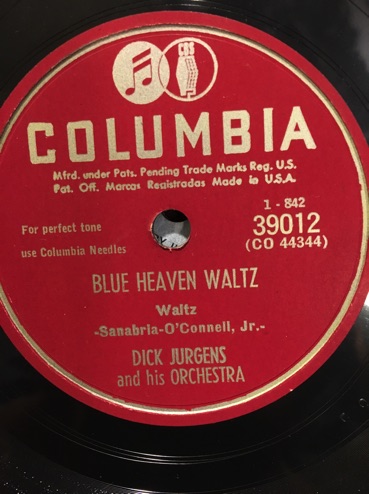 CBS
COLUMBIA
Mfrd. under Pats. Pending Trade Marks Reg. U.S.
Pat. Off. Marcas Registradas Made in U.S.A.
1 - 842
For perfect tone
39012
use Columbia Needles
(CO 44344)
BLUE HEAVEN WALTZ
Waltz
-Sanabria-O'Connell, Jr.-
DICK JURGENS
and his ORCHESTRA